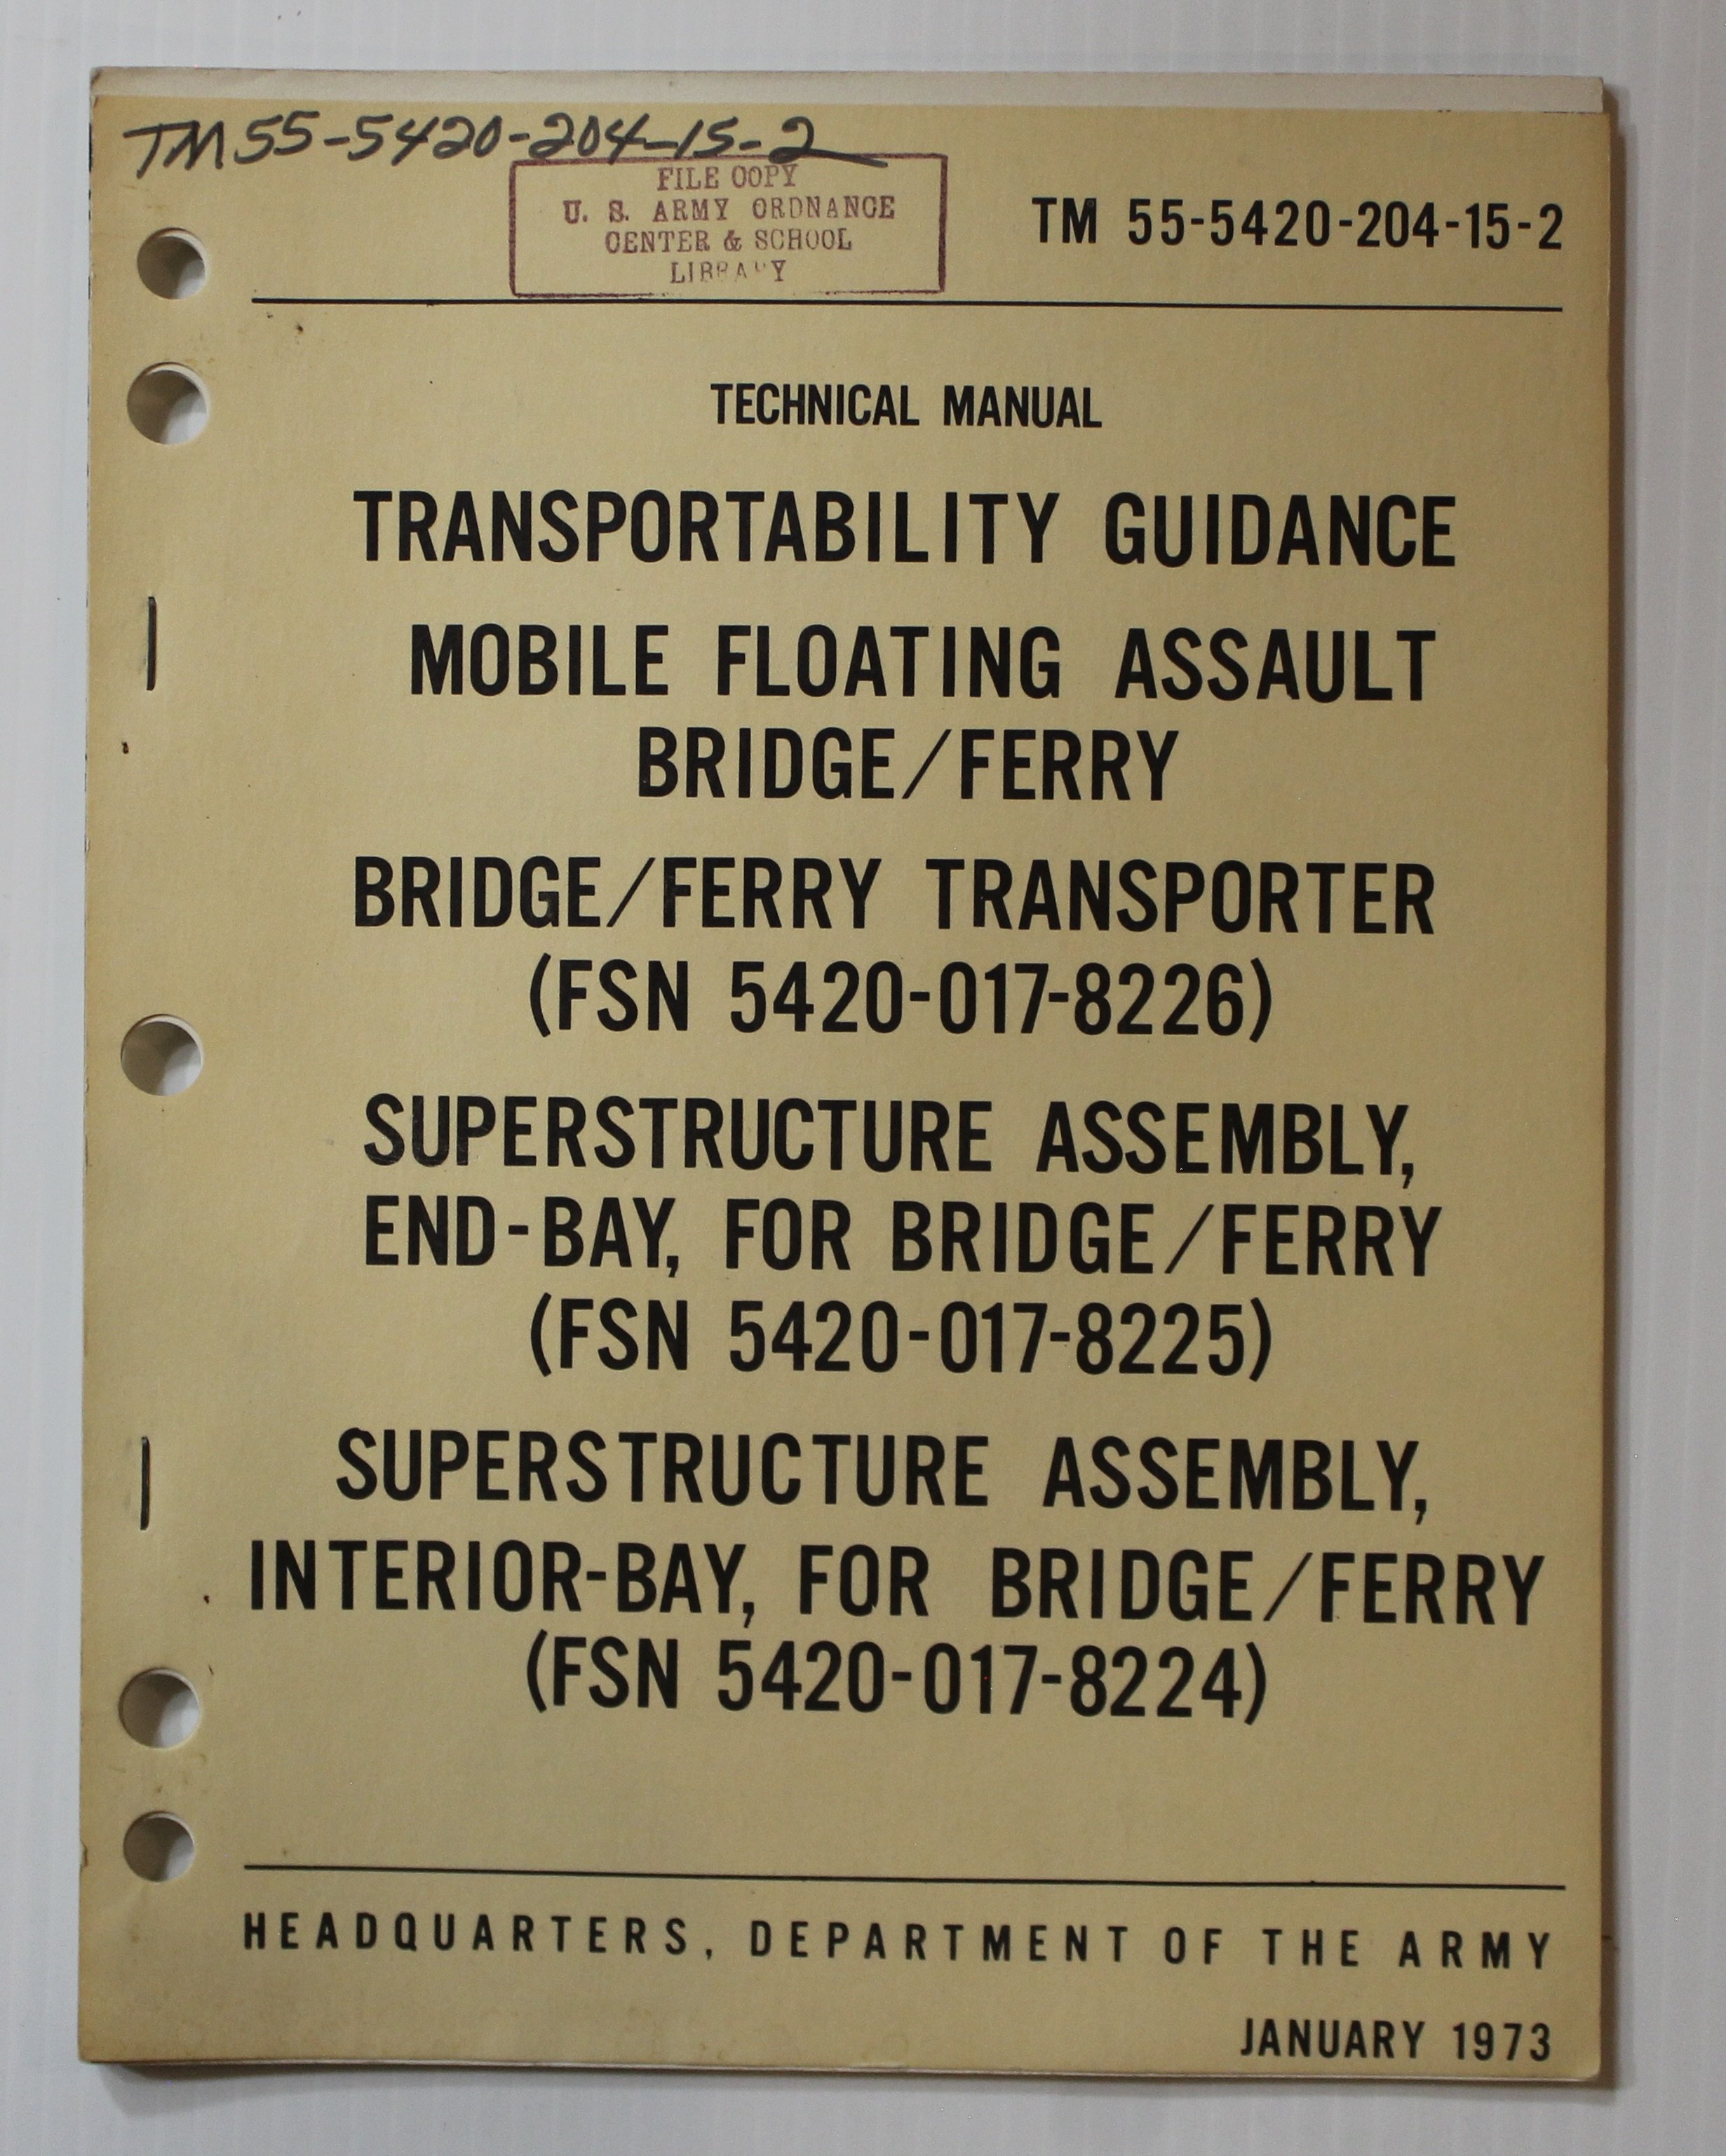 TM 55-5420-204-15-2
FILE COPY
U. S. ARMY ORDNANCE
CENTER & SCHOOL
LIBRARY
TM 55-5420-204-15-2
TECHNICAL MANUAL
TRANSPORTABILITY GUIDANCE
MOBILE FLOATING ASSAULT
BRIDGE/FERRY
BRIDGE/FERRY TRANSPORTER
(FSN 5420-017-8226)
SUPERSTRUCTURE ASSEMBLY,
END-BAY, FOR BRIDGE/FERRY
(FSN 5420-017-8225)
SUPERSTRUCTURE ASSEMBLY,
INTERIOR-BAY, FOR BRIDGE/FERRY
(FSN 5420-017-8224)
HEADQUARTERS, DEPARTMENT OF THE ARMY
JANUARY 1973